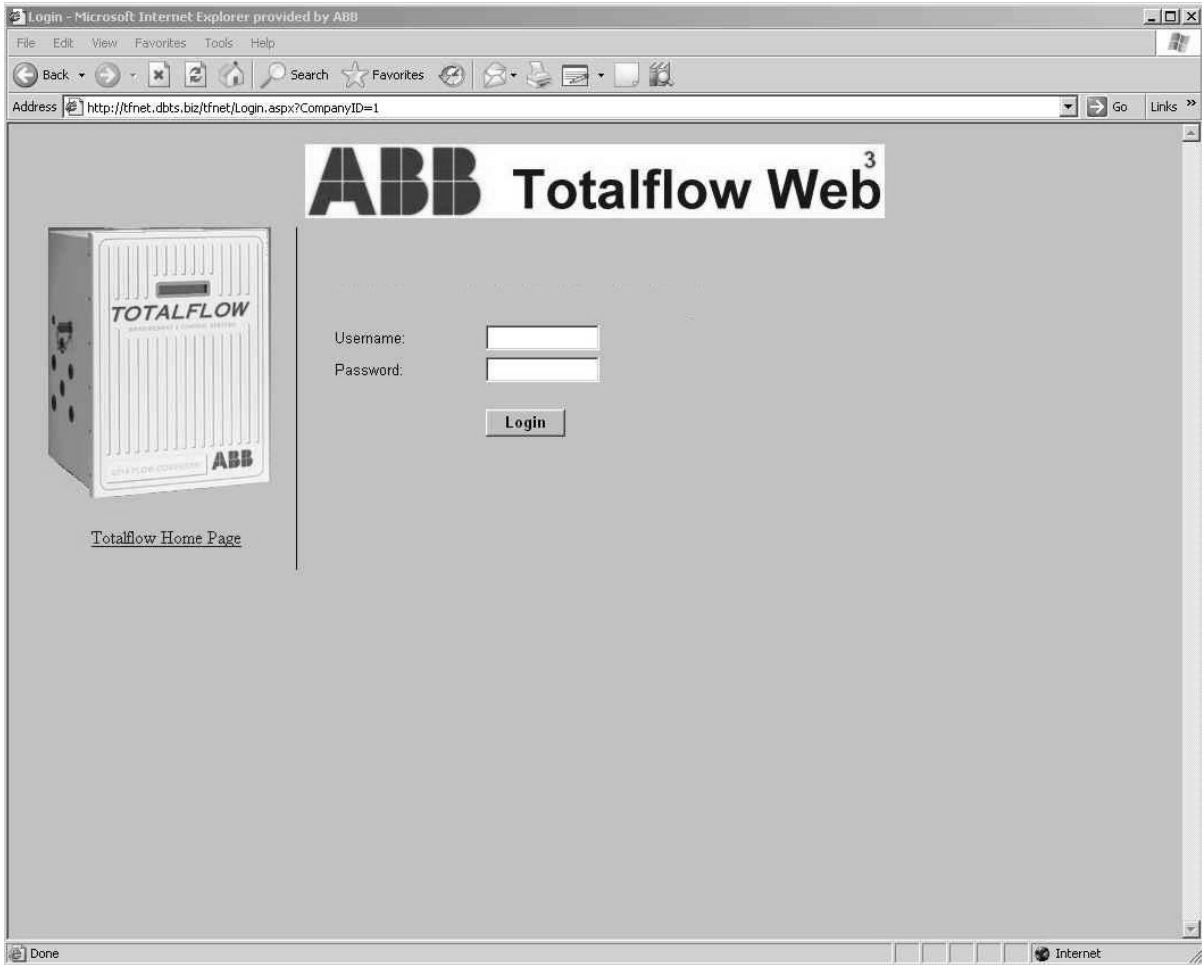 Login - Microsoft Internet Explorer provided by ABB
File Edit View Favorites Tools Help
Back Search Favorites
Address http://tfnet.dbts.biz/tfnet/Login.aspx?CompanyID=1 Go Links »
ABB Totalflow Web 3
TOTALFLOW
ABB
Username:
Password:
Login
Totalflow Home Page
Done Internet